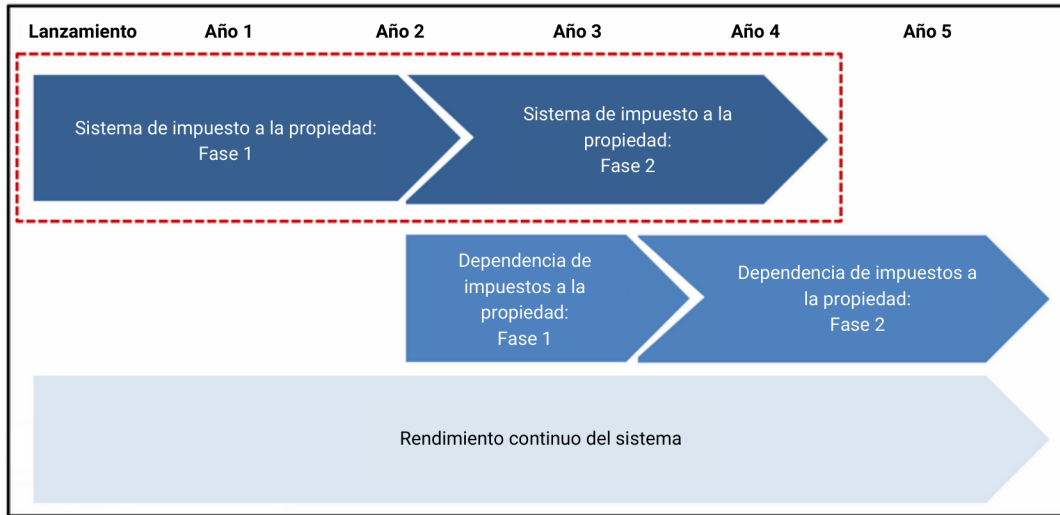 Lanzamiento Año 1 Año 2 Año 3 Año 4 Año 5
Sistema de impuesto a la propiedad:
Fase 1
Sistema de impuesto a la
propiedad:
Fase 2
Dependencia de
impuestos a la
propiedad:
Fase 1
Dependencia de impuestos a
la propiedad:
Fase 2
Rendimiento continuo del sistema